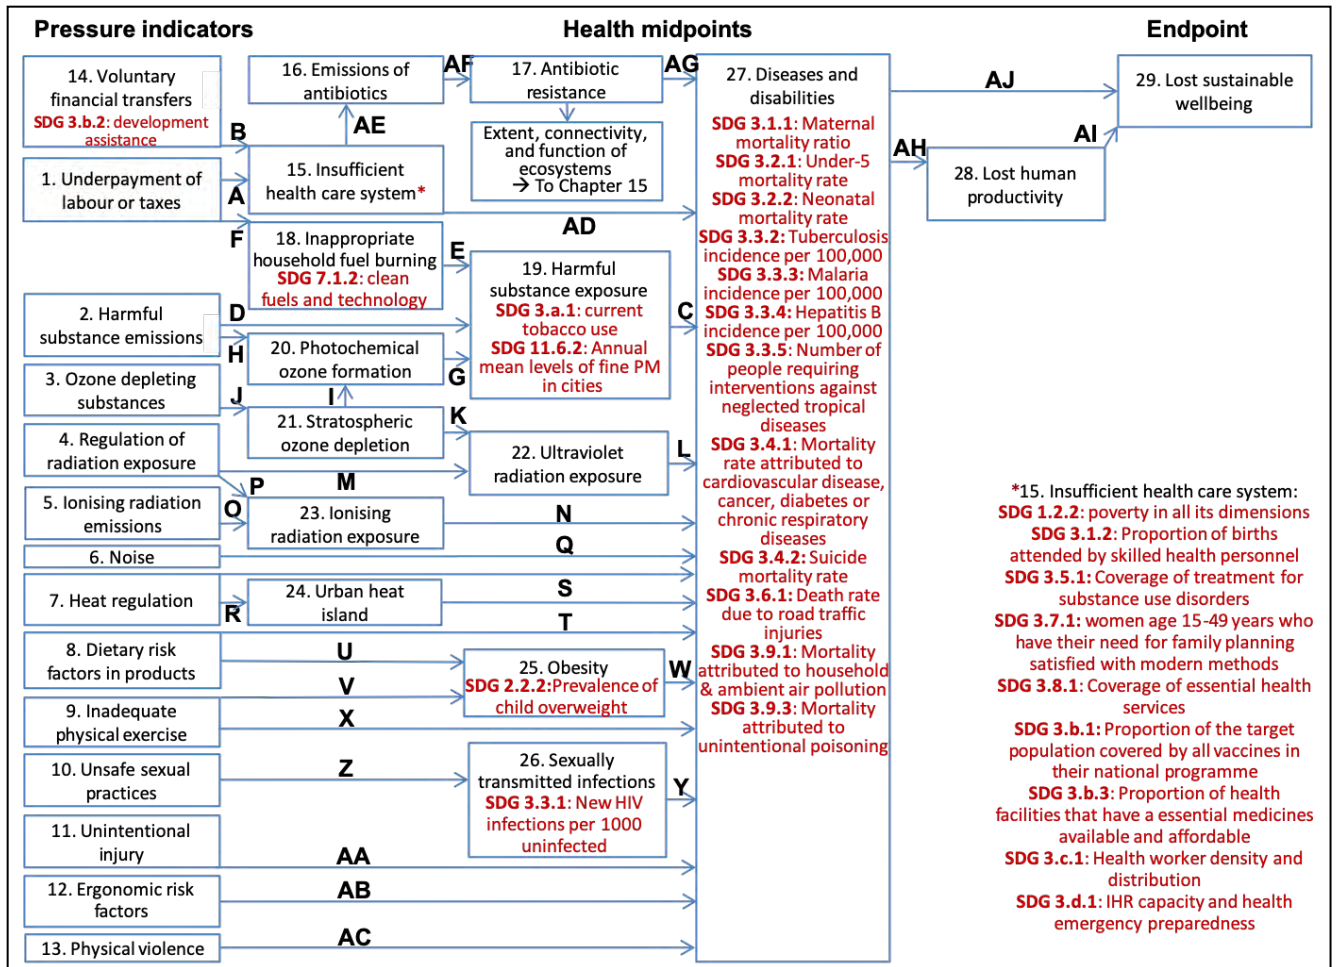 Pressure indicators
Health midpoints
Endpoint
14. Voluntary
financial transfers
SDG 3.b.2: development
assistance
B
1. Underpayment of
labour or taxes
A
F
16. Emissions of
antibiotics
AF
AE
15. Insufficient
health care system*
17. Antibiotic
resistance
AG
Extent, connectivity,
and function of
ecosystems
→ To Chapter 15
AD
18. Inappropriate
household fuel burning
SDG 7.1.2: clean
fuels and technology
E
19. Harmful
substance exposure
SDG 3.a.1: current
tobacco use
SDG 11.6.2: Annual
mean levels of fine PM
in cities
C
2. Harmful
substance emissions
D
H
20. Photochemical
ozone formation
G
3. Ozone depleting
substances
J
I
21. Stratospheric
ozone depletion
K
4. Regulation of
radiation exposure
M
P
22. Ultraviolet
radiation exposure
L
5. Ionising radiation
emissions
O
23. Ionising
radiation exposure
N
6. Noise
Q
7. Heat regulation
R
24. Urban heat
island
S
T
8. Dietary risk
factors in products
U
V
25. Obesity
SDG 2.2.2:Prevalence of
child overweight
W
9. Inadequate
physical exercise
X
10. Unsafe sexual
practices
Z
26. Sexually
transmitted infections
SDG 3.3.1: New HIV
infections per 1000
uninfected
Y
11. Unintentional
injury
AA
12. Ergonomic risk
factors
AB
13. Physical violence
AC
27. Diseases and
disabilities
SDG 3.1.1: Maternal
mortality ratio
SDG 3.2.1: Under-5
mortality rate
SDG 3.2.2: Neonatal
mortality rate
SDG 3.3.2: Tuberculosis
incidence per 100,000
SDG 3.3.3: Malaria
incidence per 100,000
SDG 3.3.4: Hepatitis B
incidence per 100,000
SDG 3.3.5: Number of
people requiring
interventions against
neglected tropical
diseases
SDG 3.4.1: Mortality
rate attributed to
cardiovascular disease,
cancer, diabetes or
chronic respiratory
diseases
SDG 3.4.2: Suicide
mortality rate
SDG 3.6.1: Death rate
due to road traffic
injuries
SDG 3.9.1: Mortality
attributed to household
& ambient air pollution
SDG 3.9.3: Mortality
attributed to
unintentional poisoning
AJ
AH
28. Lost human
productivity
AI
29. Lost sustainable
wellbeing
*15. Insufficient health care system:
SDG 1.2.2: poverty in all its dimensions
SDG 3.1.2: Proportion of births
attended by skilled health personnel
SDG 3.5.1: Coverage of treatment for
substance use disorders
SDG 3.7.1: women age 15-49 years who
have their need for family planning
satisfied with modern methods
SDG 3.8.1: Coverage of essential health
services
SDG 3.b.1: Proportion of the target
population covered by all vaccines in
their national programme
SDG 3.b.3: Proportion of health
facilities that have a essential medicines
available and affordable
SDG 3.c.1: Health worker density and
distribution
SDG 3.d.1: IHR capacity and health
emergency preparedness